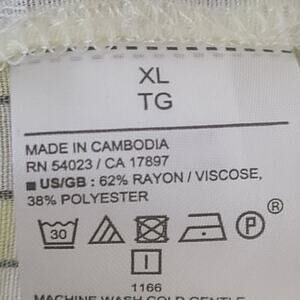 XL
TG
MADE IN CAMBODIA
RN 54023 / CA 17897
■ US/GB : 62% RAYON / VISCOSE,
38% POLYESTER
30 P ®
I
1166
MACHINE WASH COLD GENTLE